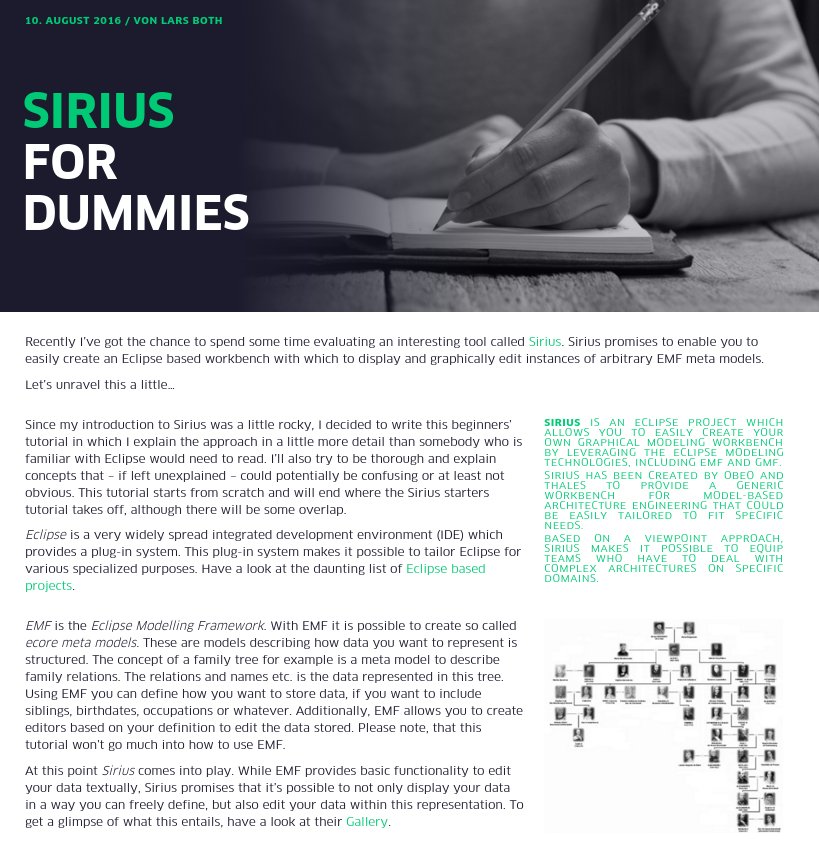 10. AUGUST 2016 / VON LARS BOTH
SIRIUS
FOR
DUMMIES
Recently I've got the chance to spend some time evaluating an interesting tool called Sirius. Sirius promises to enable you to
easily create an Eclipse based workbench with which to display and graphically edit instances of arbitrary EMF meta models.
Let's unravel this a little…
Since my introduction to Sirius was a little rocky, I decided to write this beginners'
tutorial in which I explain the approach in a little more detail than somebody who is
familiar with Eclipse would need to read. I'll also try to be thorough and explain
concepts that – if left unexplained – could potentially be confusing or at least not
obvious. This tutorial starts from scratch and will end where the Sirius starters
tutorial takes off, although there will be some overlap.
Eclipse is a very widely spread integrated development environment (IDE) which
provides a plug-in system. This plug-in system makes it possible to tailor Eclipse for
various specialized purposes. Have a look at the daunting list of Eclipse based
projects.
SIRIUS IS AN ECLIPSE PROJECT WHICH
ALLOWS YOU TO EASILY CREATE YOUR
OWN GRAPHICAL MODELING WORKBENCH
BY LEVERAGING THE ECLIPSE MODELING
TECHNOLOGIES, INCLUDING EMF AND GMF.
SIRIUS HAS BEEN CREATED BY OBEO AND
THALES TO PROVIDE A GENERIC
WORKBENCH FOR MODEL-BASED
ARCHITECTURE ENGINEERING THAT COULD
BE EASILY TAILORED TO FIT SPECIFIC
NEEDS.
BASED ON A VIEWPOINT APPROACH,
SIRIUS MAKES IT POSSIBLE TO EQUIP
TEAMS WHO HAVE TO DEAL WITH
COMPLEX ARCHITECTURES ON SPECIFIC
DOMAINS.
EMF is the Eclipse Modelling Framework. With EMF it is possible to create so called
ecore meta models. These are models describing how data you want to represent is
structured. The concept of a family tree for example is a meta model to describe
family relations. The relations and names etc. is the data represented in this tree.
Using EMF you can define how you want to store data, if you want to include
siblings, birthdates, occupations or whatever. Additionally, EMF allows you to create
editors based on your definition to edit the data stored. Please note, that this
tutorial won't go much into how to use EMF.
At this point Sirius comes into play. While EMF provides basic functionality to edit
your data textually, Sirius promises that it's possible to not only display your data
in a way you can freely define, but also edit your data within this representation. To
get a glimpse of what this entails, have a look at their Gallery.